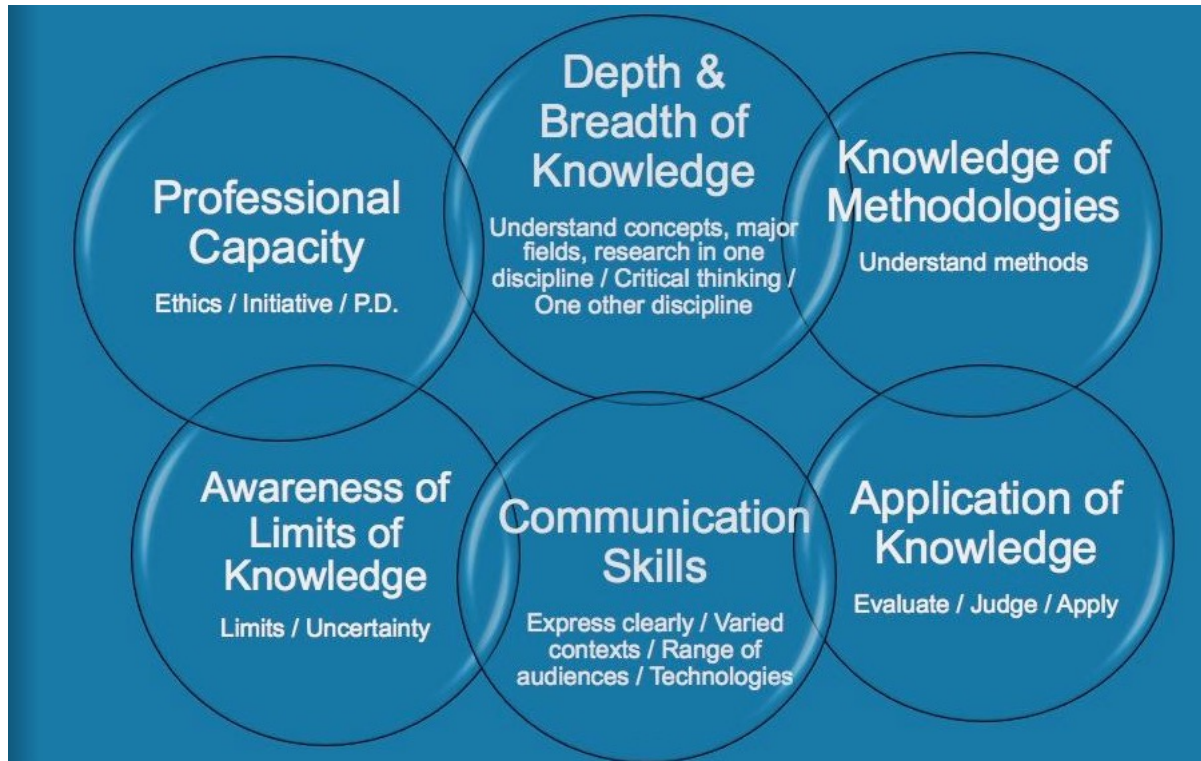 Professional
Capacity
Ethics / Initiative / P.D.
Depth &
Breadth of
Knowledge
Understand concepts, major
fields, research in one
discipline / Critical thinking /
One other discipline
Knowledge of
Methodologies
Understand methods
Awareness of
Limits of
Knowledge
Limits / Uncertainty
Communication
Skills
Express clearly / Varied
contexts / Range of
audiences / Technologies
Application of
Knowledge
Evaluate / Judge / Apply